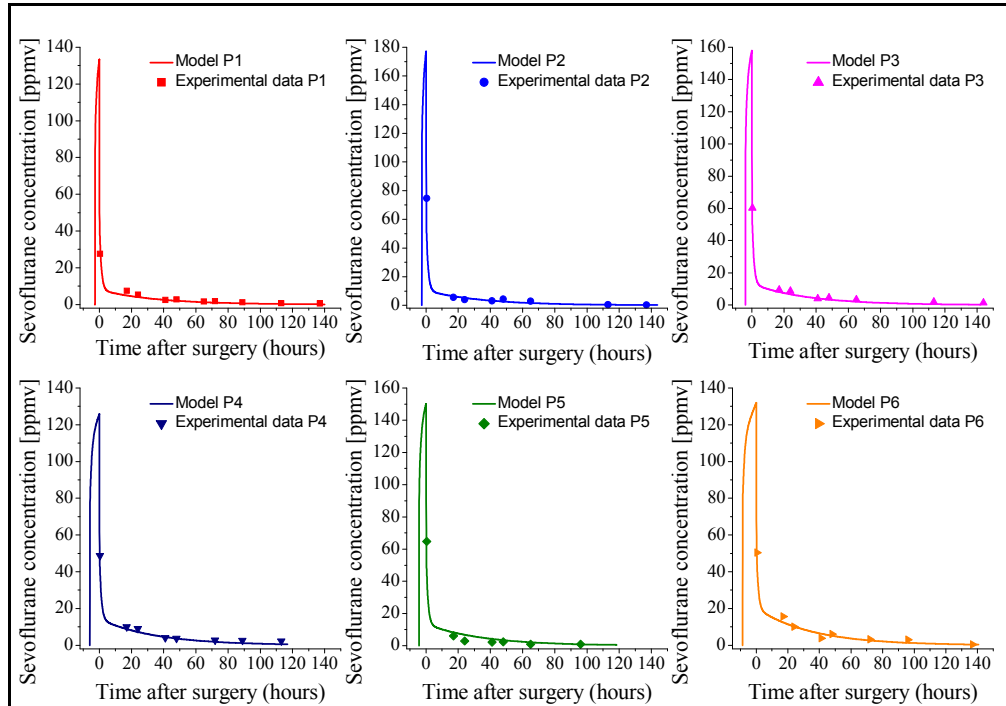 Sevoflurane concentration [ppmv]
140
120
100
80
60
40
20
0
Model P1
Experimental data P1
0 20 40 60 80 100 120 140
Time after surgery (hours)
Sevoflurane concentration [ppmv]
180
160
140
120
100
80
60
40
20
0
Model P2
Experimental data P2
0 20 40 60 80 100 120 140
Time after surgery (hours)
Sevoflurane concentration [ppmv]
160
140
120
100
80
60
40
20
0
Model P3
Experimental data P3
0 20 40 60 80 100 120 140
Time after surgery (hours)
Sevoflurane concentration [ppmv]
140
120
100
80
60
40
20
0
Model P4
Experimental data P4
0 20 40 60 80 100 120 140
Time after surgery (hours)
Sevoflurane concentration [ppmv]
160
140
120
100
80
60
40
20
0
Model P5
Experimental data P5
0 20 40 60 80 100 120 140
Time after surgery (hours)
Sevoflurane concentration [ppmv]
140
120
100
80
60
40
20
0
Model P6
Experimental data P6
0 20 40 60 80 100 120 140
Time after surgery (hours)